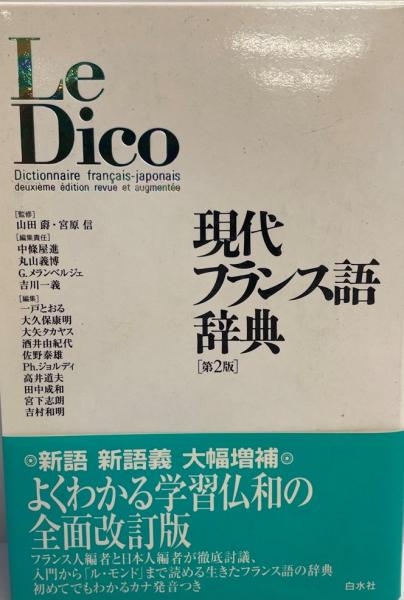 Le
Dico
Dictionnaire français-japonais
deuxième édition revue et augmentée
[監修]
山田 爵・宮原 信
[編集責任]
中條屋進
丸山義博
G.メランベルジェ
吉川一義
[編集]
一戸とおる
大久保康明
大矢タカヤス
酒井由紀代
佐野泰雄
Ph.ジョルディ
高井道夫
田中成和
宮下志朗
吉村和明
現代
フランス語
辞典
[第2版]
◎新語 新語義 大幅増補◎
よくわかる学習仏和の
全面改訂版
フランス人編者と日本人編者が徹底討議、
入門から「ル・モンド」まで読める生きたフランス語の辞典
初めてでもわかるカナ発音つき
白水社